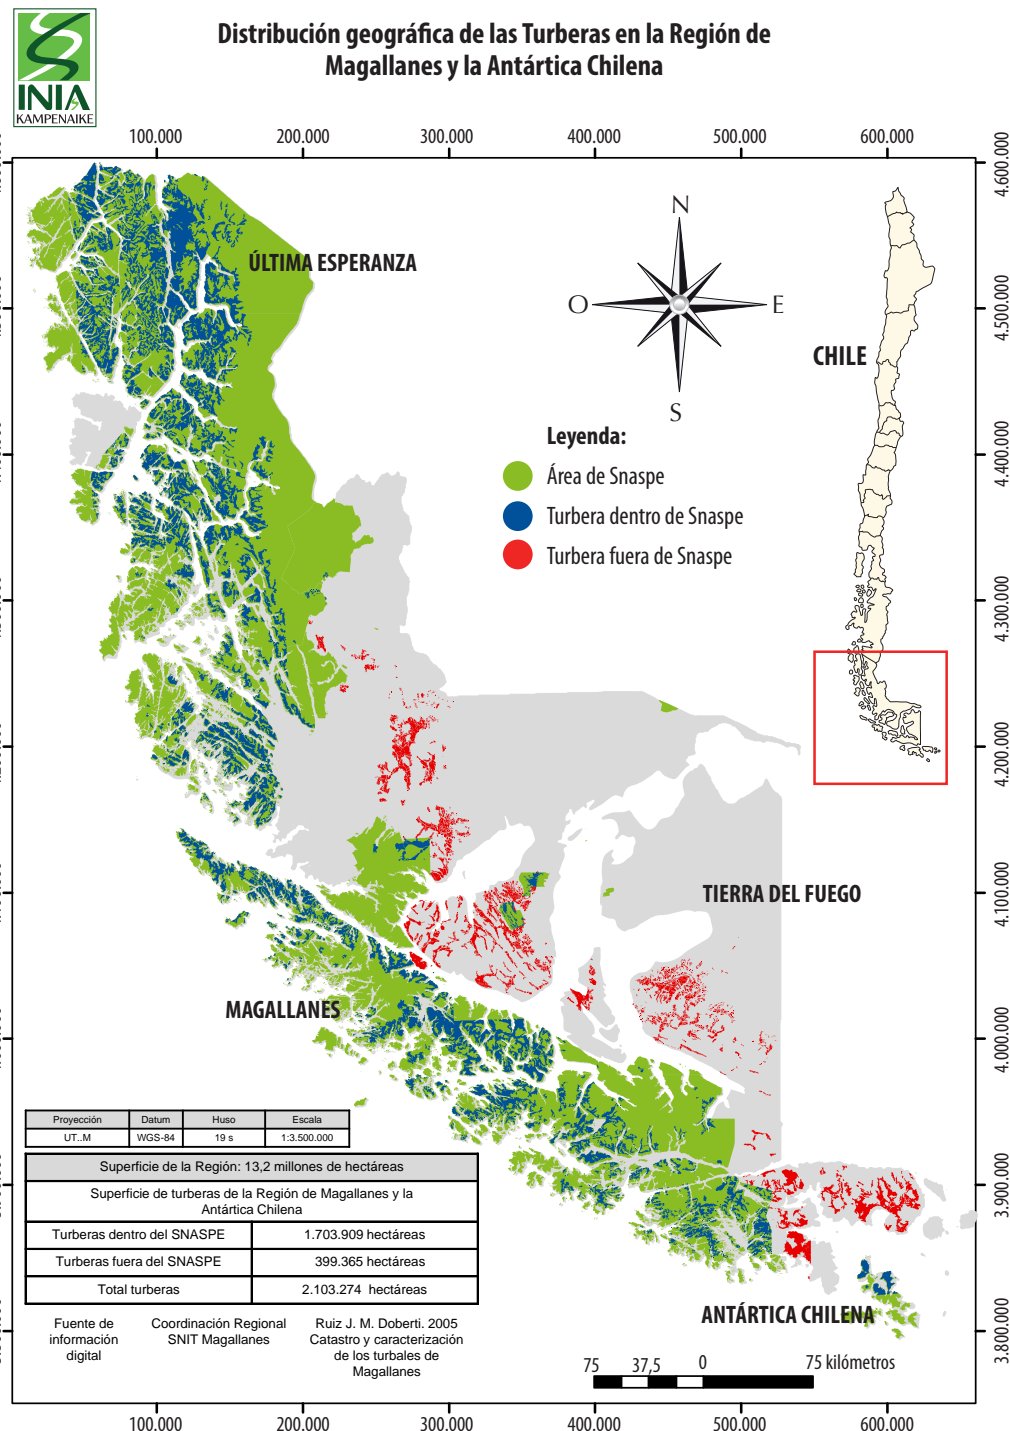 INIA
KAMPENAIKE
Distribución geográfica de las Turberas en la Región de
Magallanes y la Antártica Chilena
100.000 200.000 300.000 400.000 500.000 600.000
4.600.000
4.500.000
4.400.000
4.300.000
4.200.000
4.100.000
4.000.000
3.900.000
3.800.000
ÚLTIMA ESPERANZA
N
O E
S
CHILE
Leyenda:
Área de Snaspe
Turbera dentro de Snaspe
Turbera fuera de Snaspe
TIERRA DEL FUEGO
MAGALLANES
ANTÁRTICA CHILENA
Proyección Datum Huso Escala
UT..M WGS-84 19 s 1:3.500.000
Superficie de la Región: 13,2 millones de hectáreas
Superficie de turberas de la Región de Magallanes y la
Antártica Chilena
Turberas dentro del SNASPE 1.703.909 hectáreas
Turberas fuera del SNASPE 399.365 hectáreas
Total turberas 2.103.274 hectáreas
Fuente de
información
digital
Coordinación Regional
SNIT Magallanes
Ruiz J. M. Doberti. 2005
Catastro y caracterización
de los turbales de
Magallanes
75 37,5 0 75 kilómetros
100.000 200.000 300.000 400.000 500.000 600.000